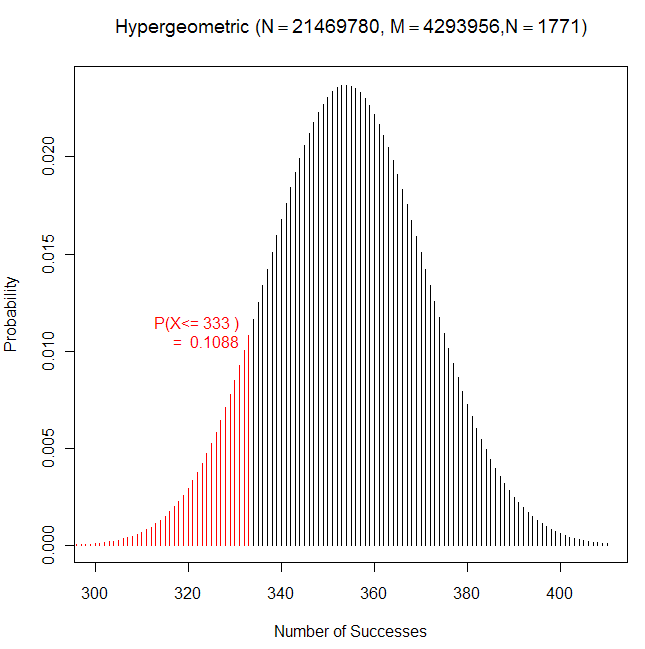 Hypergeometric (N = 21469780, M = 4293956,N = 1771)
Probability
0.020
0.015
0.010
0.005
0.000
P(X<= 333 )
= 0.1088
300 320 340 360 380 400
Number of Successes